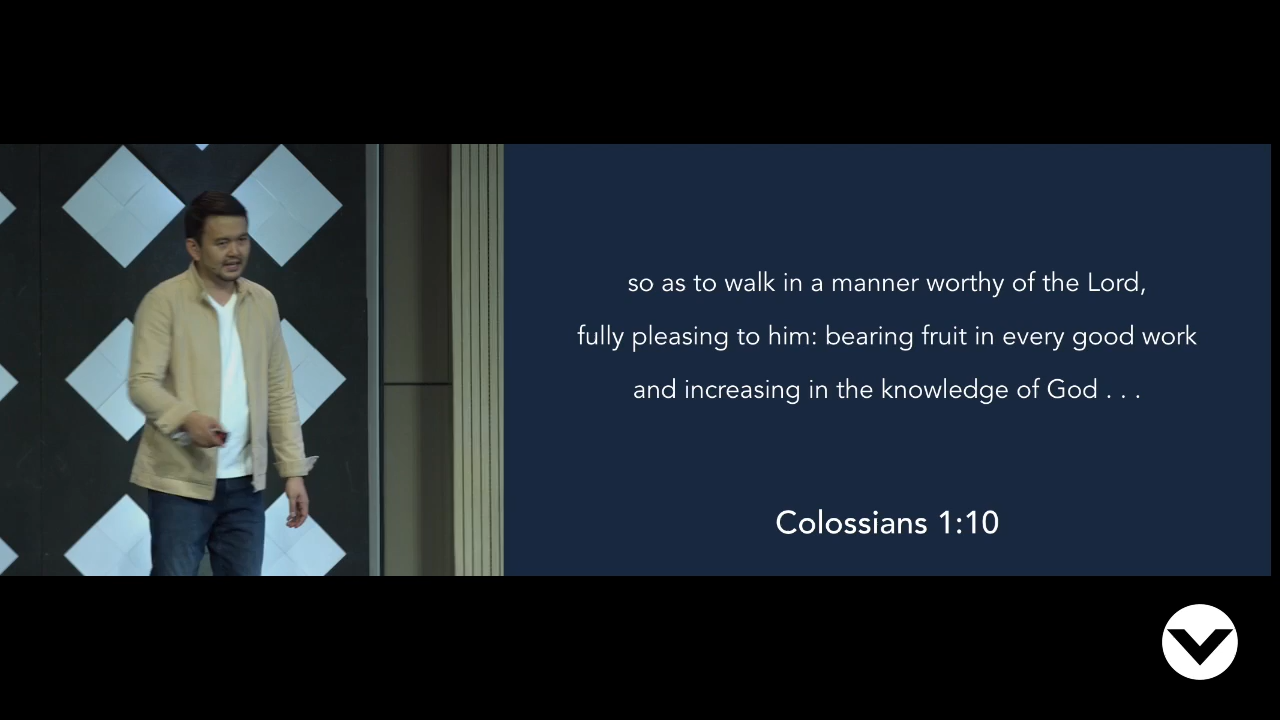 so as to walk in a manner worthy of the Lord,
fully pleasing to him: bearing fruit in every good work
and increasing in the knowledge of God . . .
Colossians 1:10